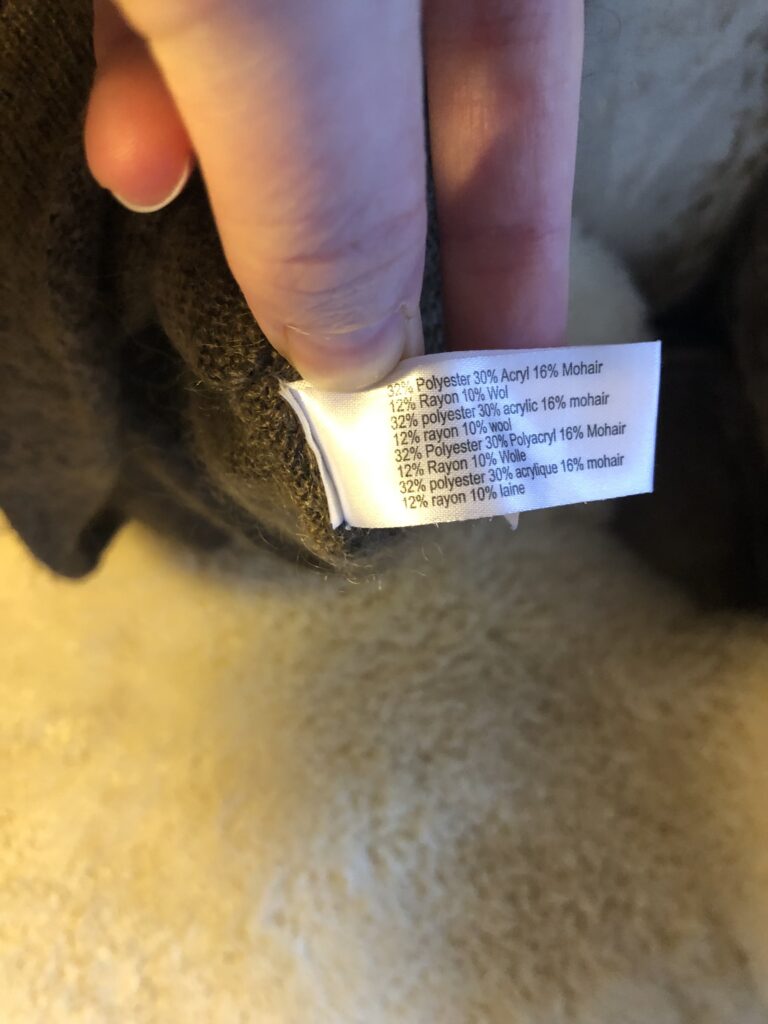 32% Polyester 30% Acryl 16% Mohair
12% Rayon 10% Wol
32% polyester 30% acrylic 16% mohair
12% rayon 10% wool
32% Polyester 30% Polyacryl 16% Mohair
12% Rayon 10% Wolle
32% polyester 30% acrylique 16% mohair
12% rayon 10% laine